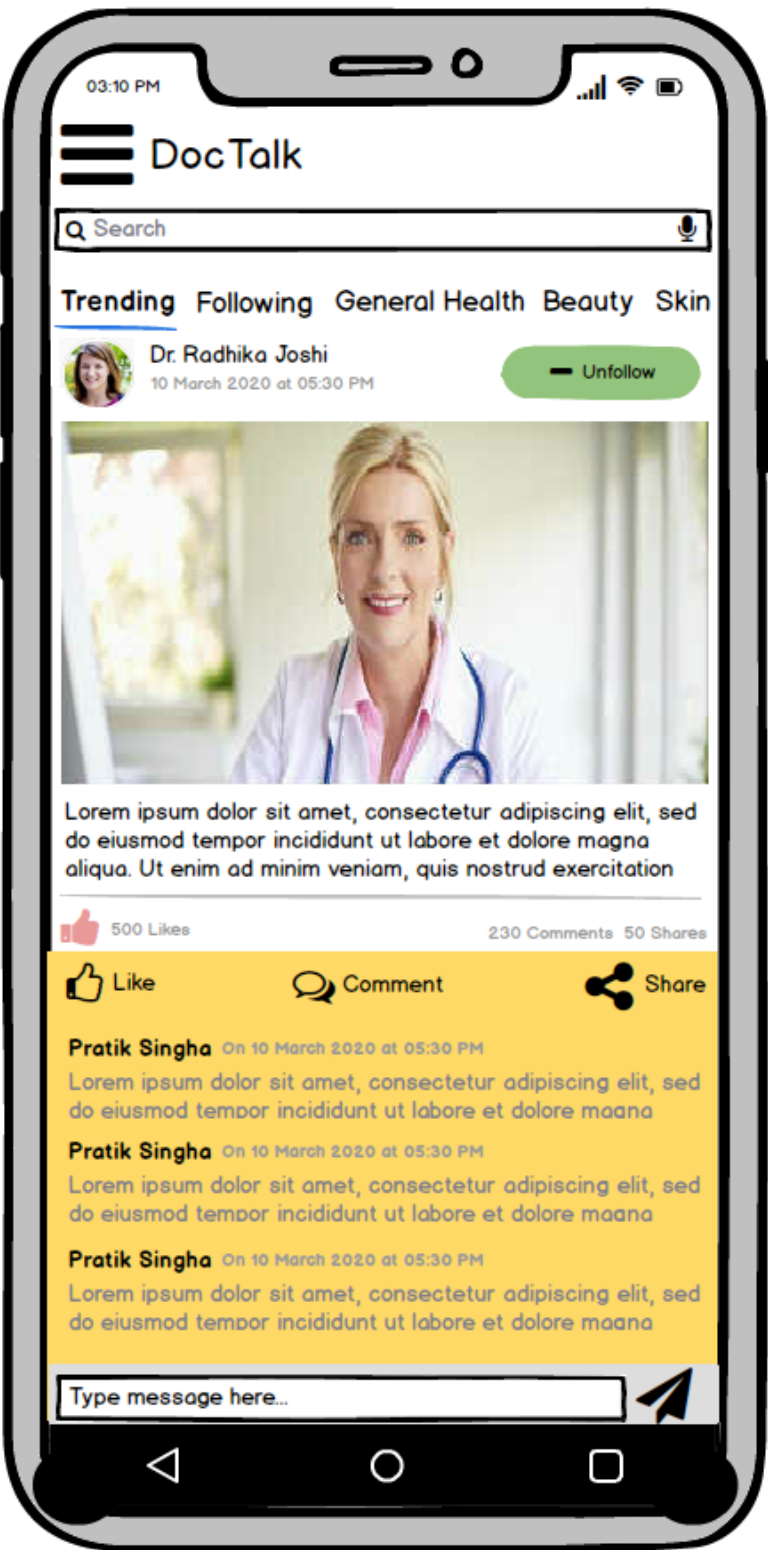 03:10 PM
DocTalk
Search
Trending Following General Health Beauty Skin
Dr. Radhika Joshi
10 March 2020 at 05:30 PM
Unfollow
Lorem ipsum dolor sit amet, consectetur adipiscing elit, sed
do eiusmod tempor incididunt ut labore et dolore magna
aliqua. Ut enim ad minim veniam, quis nostrud exercitation
500 Likes
230 Comments 50 Shares
Like Comment Share
Pratik Singha On 10 March 2020 at 05:30 PM
Lorem ipsum dolor sit amet, consectetur adipiscing elit, sed
do eiusmod tempor incididunt ut labore et dolore magna
Pratik Singha On 10 March 2020 at 05:30 PM
Lorem ipsum dolor sit amet, consectetur adipiscing elit, sed
do eiusmod tempor incididunt ut labore et dolore magna
Pratik Singha On 10 March 2020 at 05:30 PM
Lorem ipsum dolor sit amet, consectetur adipiscing elit, sed
do eiusmod tempor incididunt ut labore et dolore magna
Type message here...